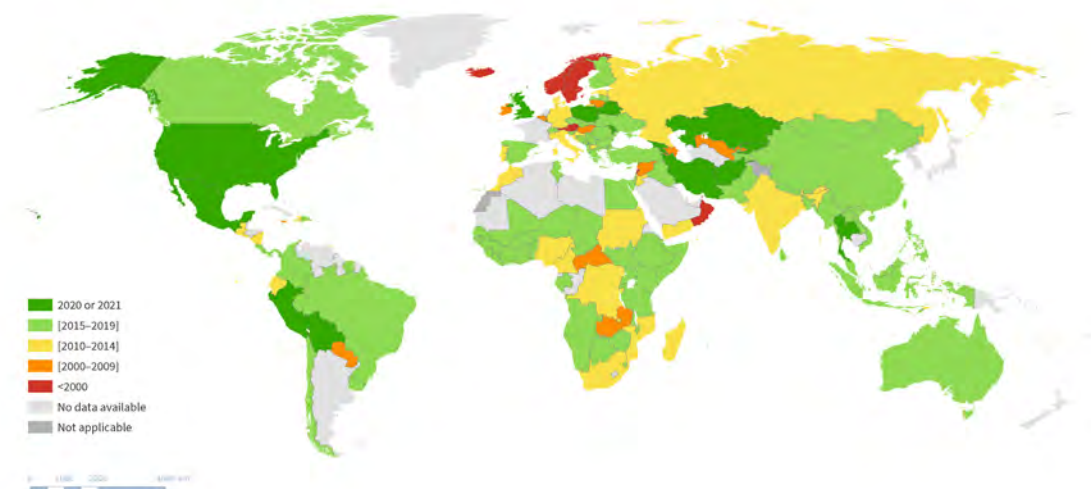 2020 or 2021
[2015–2019]
[2010–2014]
[2000–2009]
<2000
No data available
Not applicable